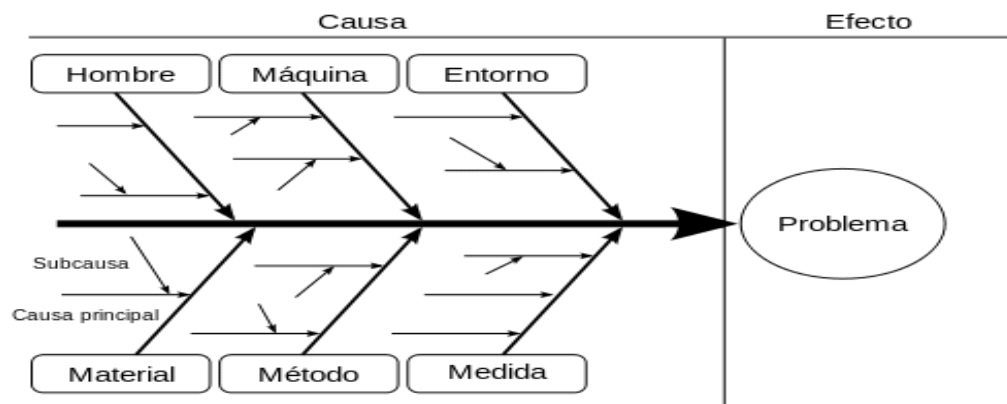 Causa
Efecto
Hombre
Máquina
Entorno
Problema
Subcausa
Causa principal
Material
Método
Medida